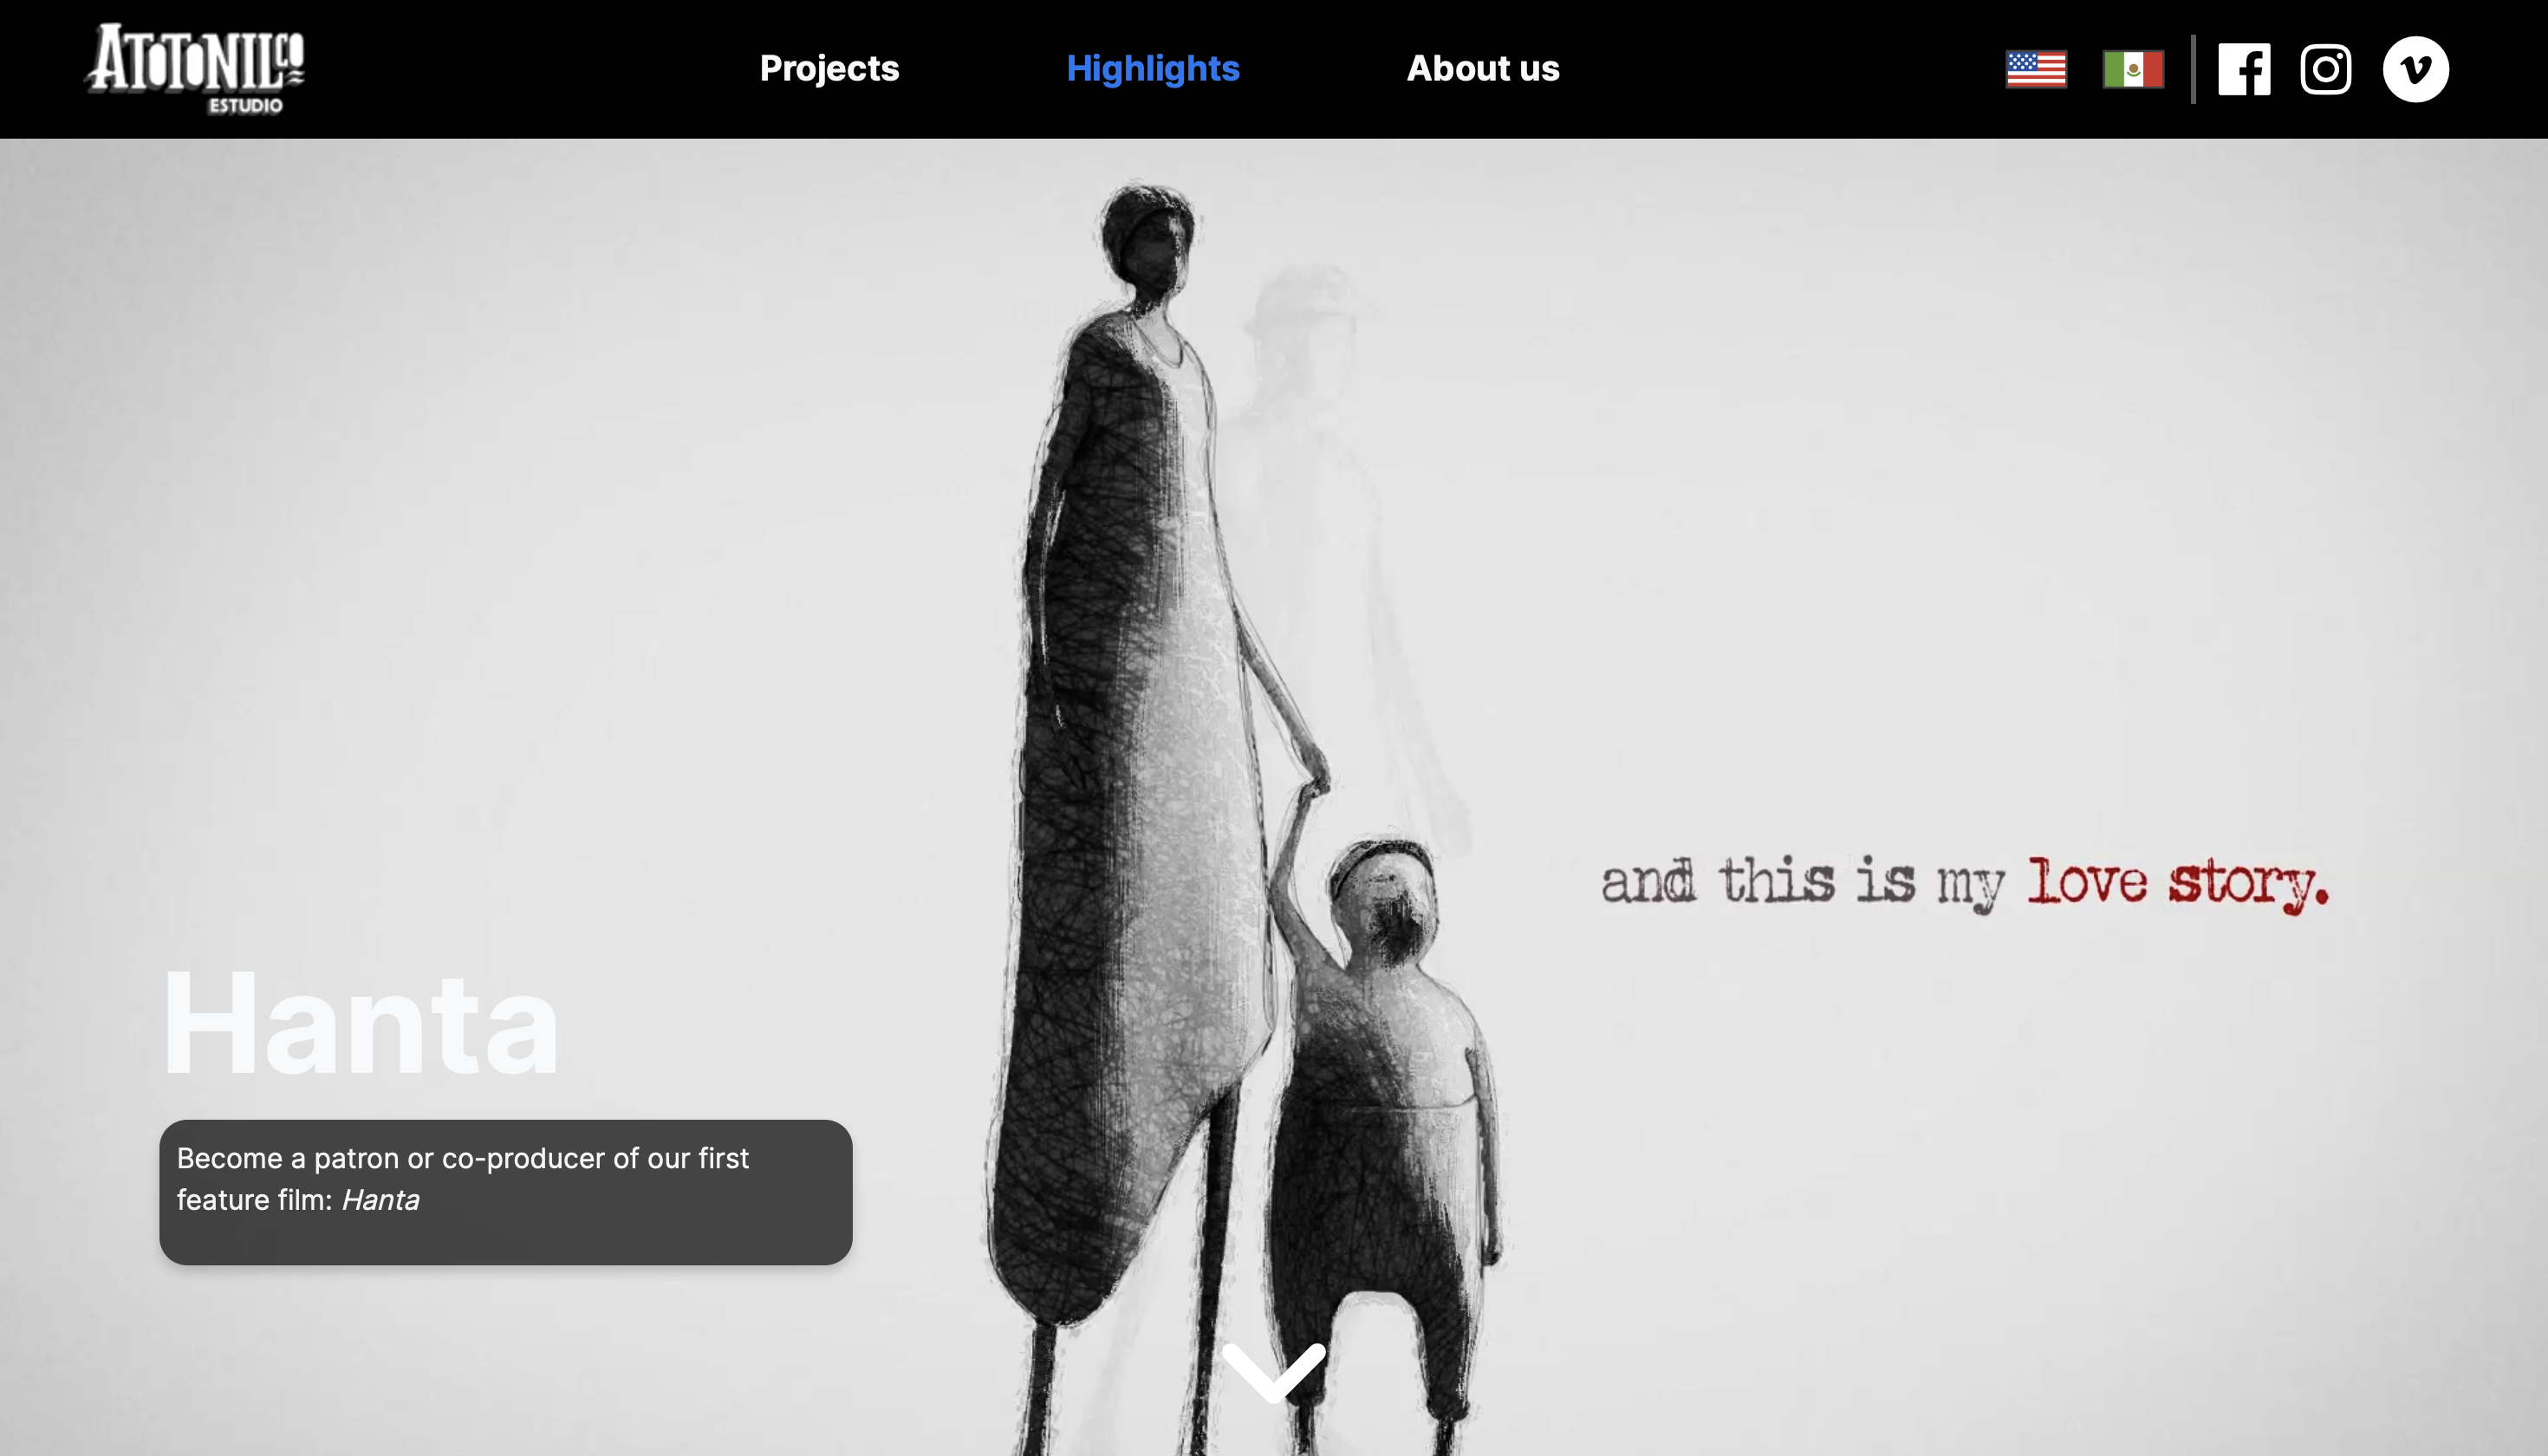 ATOTONILCO
ESTUDIO
Projects
Highlights
About us
and this is my love story.
Hanta
Become a patron or co-producer of our first
feature film: Hanta